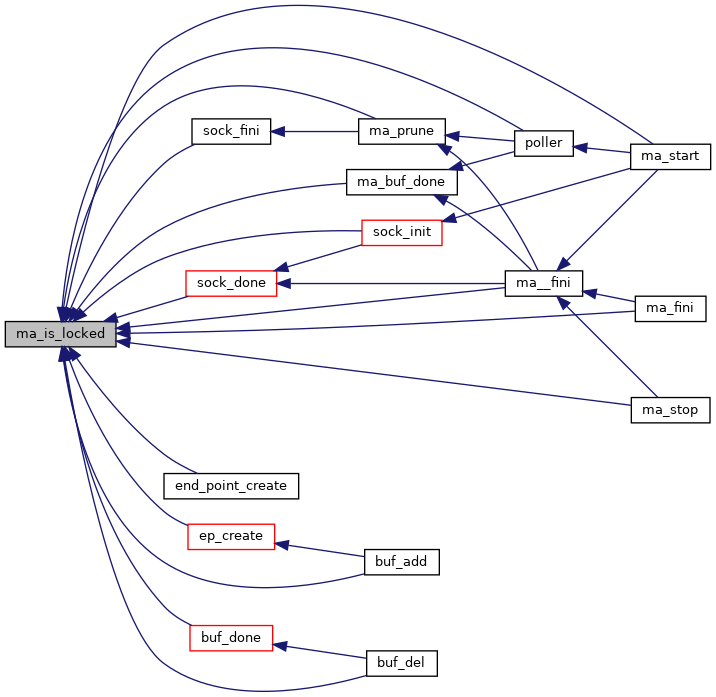 sock_fini
ma_prune
poller
ma_start
ma_buf_done
sock_init
sock_done
ma__fini
ma_fini
ma_is_locked
ma_stop
end_point_create
ep_create
buf_add
buf_done
buf_del